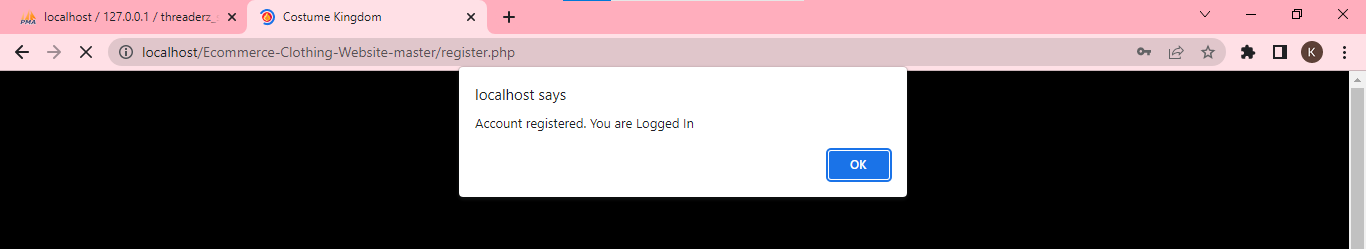 PMA localhost / 127.0.0.1 / threaderz_
Costume Kingdom
localhost/Ecommerce-Clothing-Website-master/register.php
K
localhost says
Account registered. You are Logged In
OK